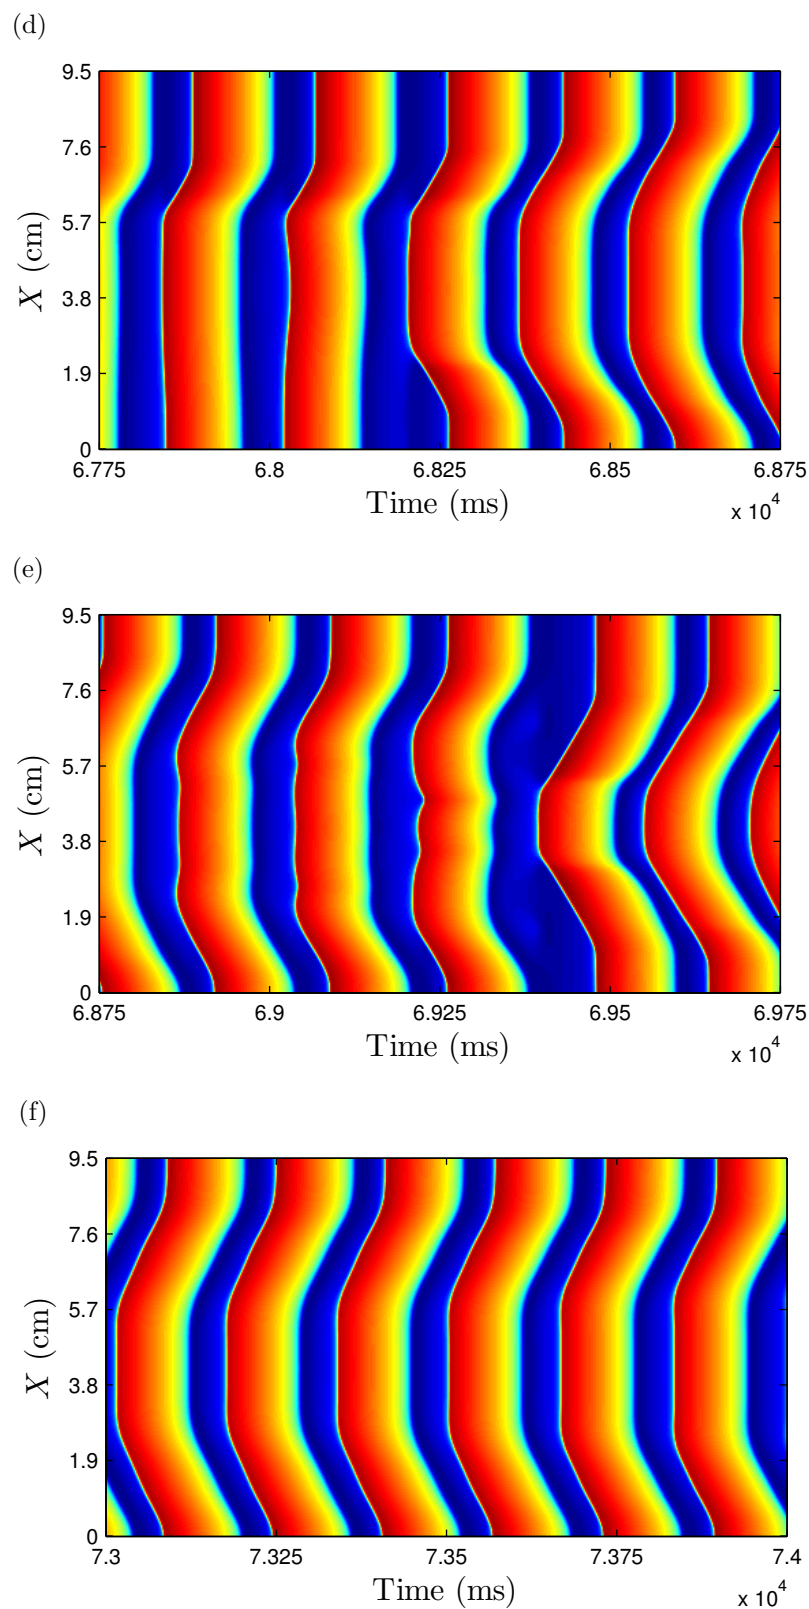 (d)
9.5
7.6
5.7
3.8
1.9
0
X (cm)
6.775 6.8 6.825 6.85 6.875
Time (ms)
x 10^4
(e)
9.5
7.6
5.7
3.8
1.9
0
X (cm)
6.875 6.9 6.925 6.95 6.975
Time (ms)
x 10^4
(f)
9.5
7.6
5.7
3.8
1.9
0
X (cm)
7.3 7.325 7.35 7.375 7.4
Time (ms)
x 10^4